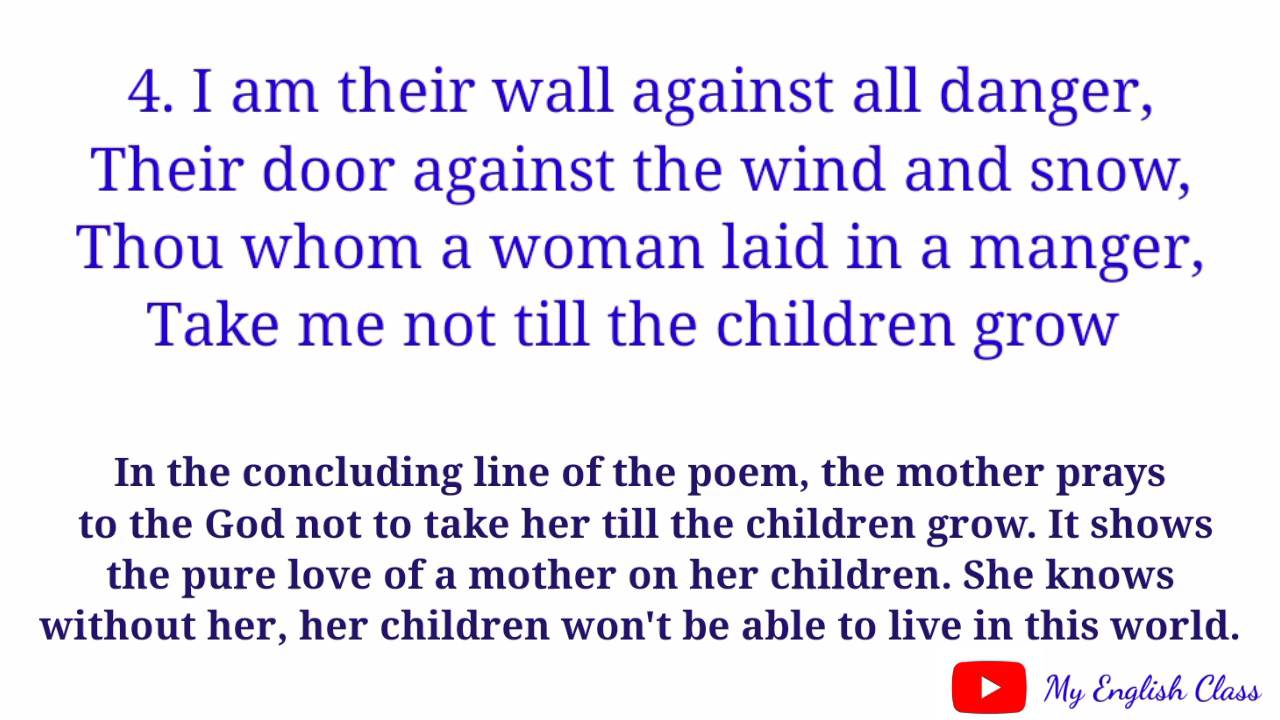 4. I am their wall against all danger,
Their door against the wind and snow,
Thou whom a woman laid in a manger,
Take me not till the children grow
In the concluding line of the poem, the mother prays
to the God not to take her till the children grow. It shows
the pure love of a mother on her children. She knows
without her, her children won't be able to live in this world.
My English Class